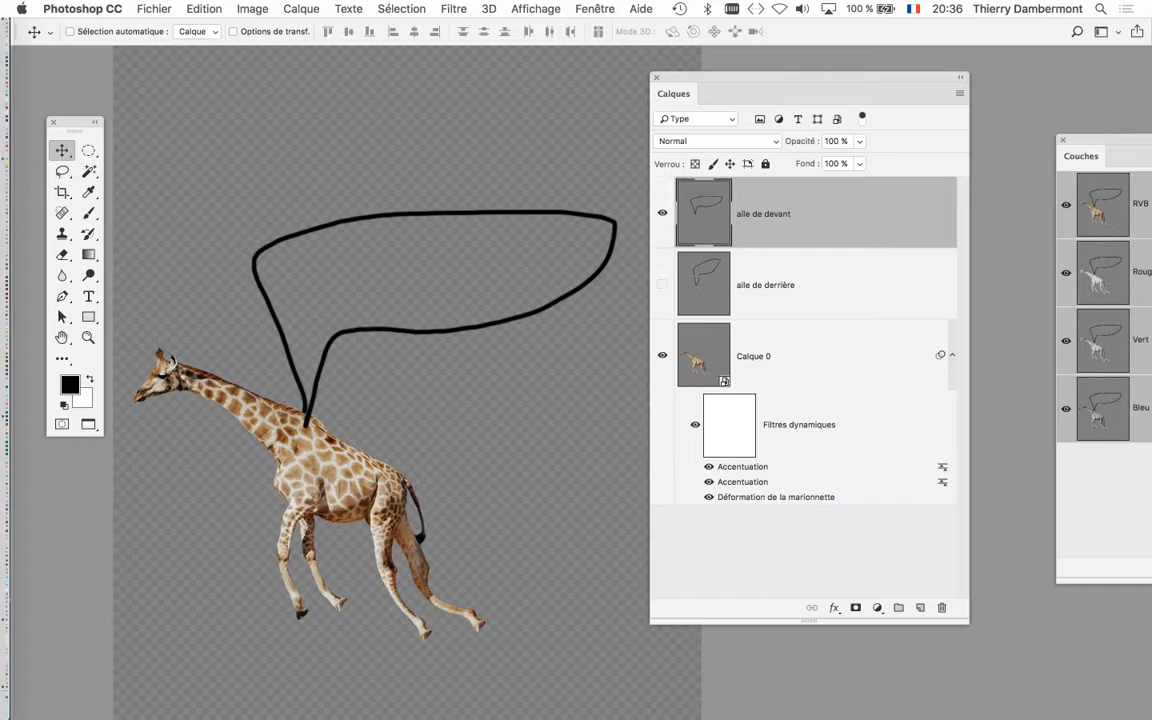 Photoshop CC Fichier Edition Image Calque Texte Sélection Filtre 3D Affichage Fenêtre Aide 100 % 20:36 Thierry Dambermont
Sélection automatique : Calque Options de transf. Mode 3D :
Calques
Type
Normal Opacité : 100 %
Verrou : Fond : 100 %
aile de devant
aile de derrière
Calque 0
Filtres dynamiques
Accentuation
Accentuation
Déformation de la marionnette
fx
T
T
Couches
RVB
Roug
Vert
Bleu